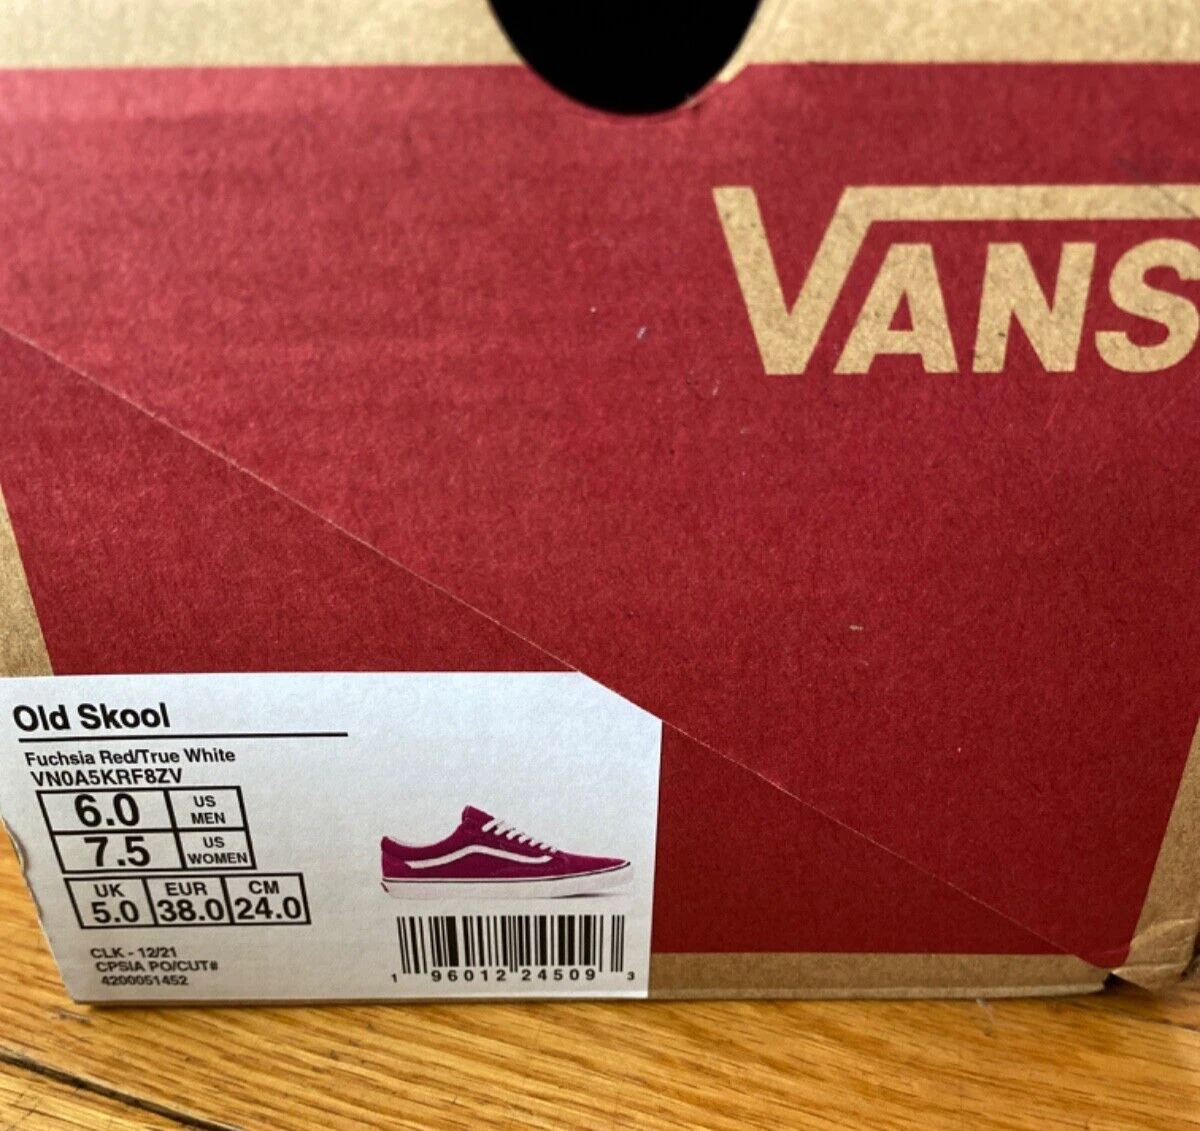 VANS
Old Skool
Fuchsia Red/True White
VN0A5KRF8ZV
6.0 US MEN
7.5 US WOMEN
UK EUR CM
5.0 38.0 24.0
CLK - 12/21
CPSIA PO/CUT#
4200051452
1 96012 24509 3